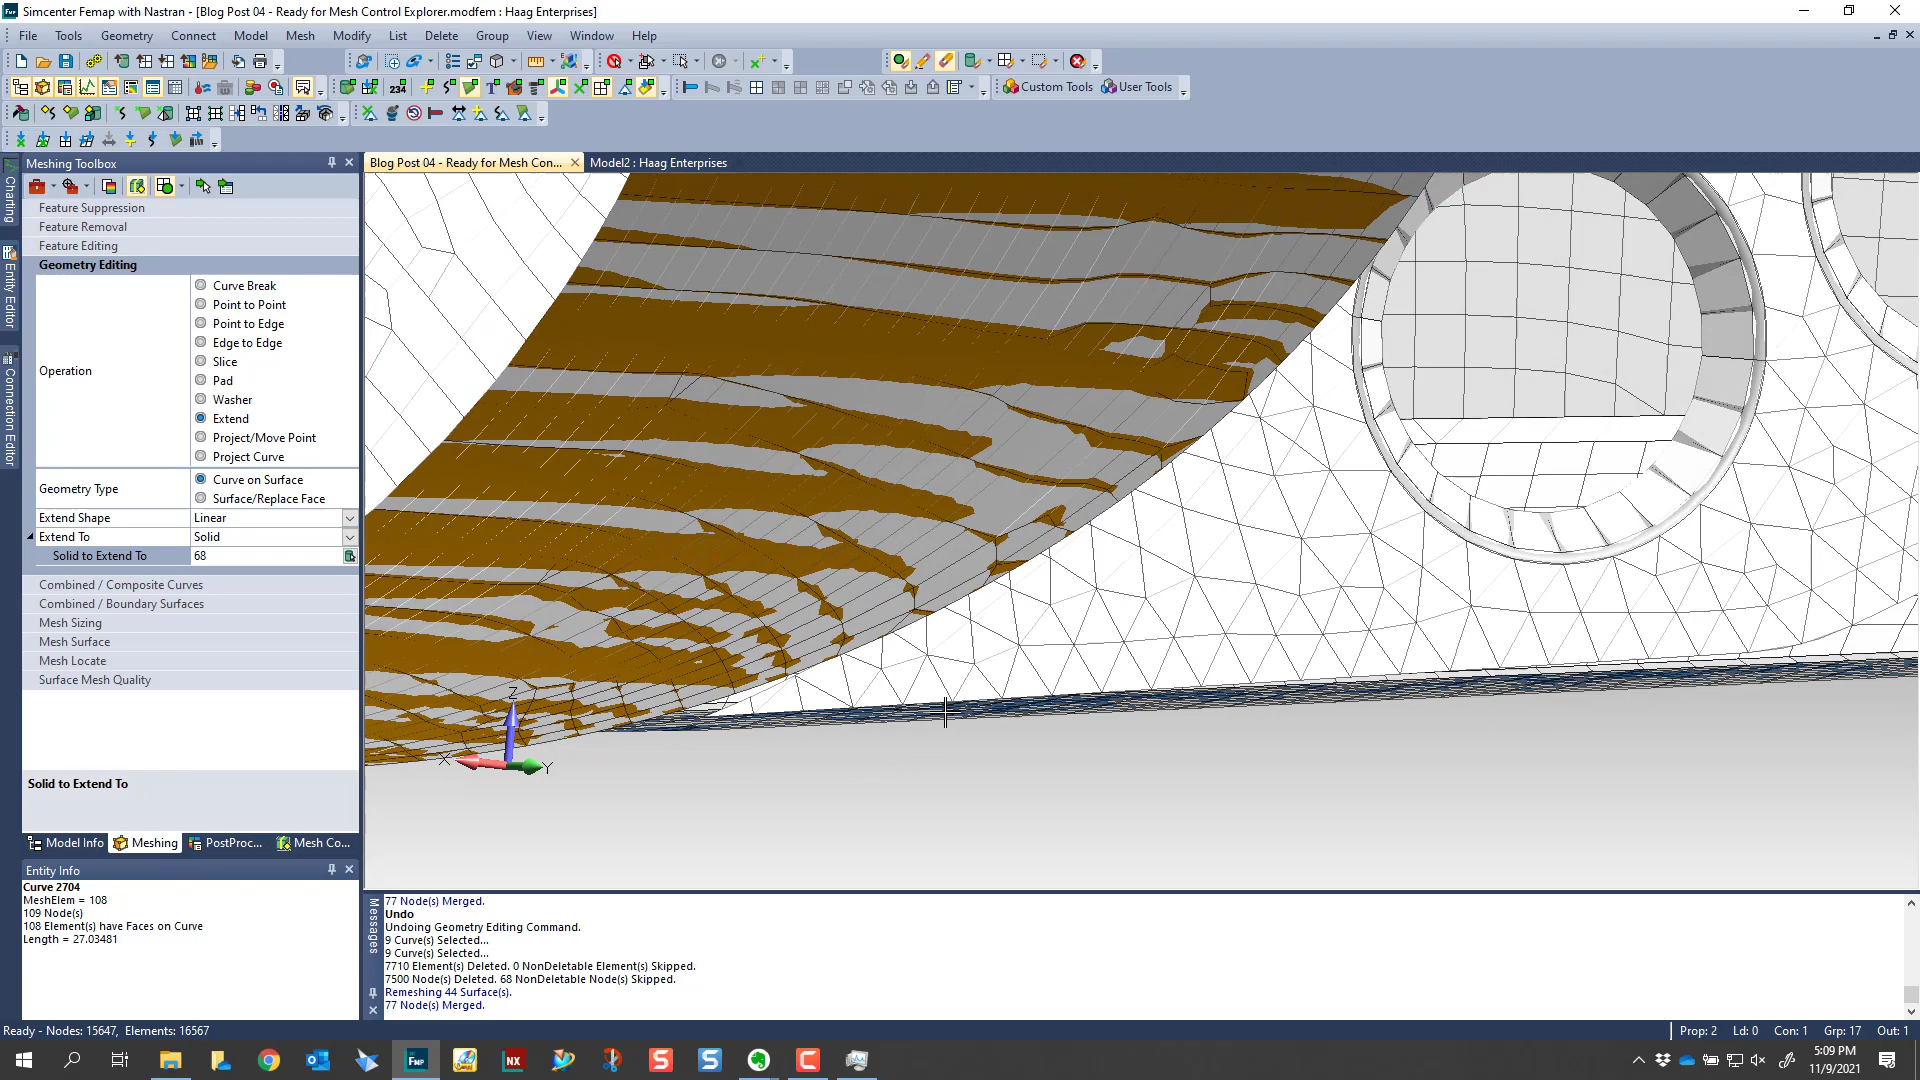 Simcenter Femap with Nastran - [Blog Post 04 - Ready for Mesh Control Explorer.modfem : Haag Enterprises]
File Tools Geometry Connect Model Mesh Modify List Delete Group View Window Help
234
Custom Tools User Tools
Meshing Toolbox
Blog Post 04 - Ready for Mesh Con... Model2 : Haag Enterprises
Charting
Entity Editor
Connection Editor
Feature Suppression
Feature Removal
Feature Editing
Geometry Editing
Operation
Curve Break
Point to Point
Point to Edge
Edge to Edge
Slice
Pad
Washer
Extend
Project/Move Point
Project Curve
Geometry Type
Curve on Surface
Surface/Replace Face
Extend Shape Linear
Extend To Solid
Solid to Extend To 68
Combined / Composite Curves
Combined / Boundary Surfaces
Mesh Sizing
Mesh Surface
Mesh Locate
Surface Mesh Quality
Z
X
Y
Solid to Extend To
Model Info Meshing PostProc... Mesh Co...
Entity Info
Curve 2704
MeshElem = 108
109 Node(s)
108 Element(s) have Faces on Curve
Length = 27.03481
Messages
77 Node(s) Merged.
Undo
Undoing Geometry Editing Command.
9 Curve(s) Selected...
9 Curve(s) Selected...
7710 Element(s) Deleted. 0 NonDeletable Element(s) Skipped.
7500 Node(s) Deleted. 68 NonDeletable Node(s) Skipped.
Remeshing 44 Surface(s).
77 Node(s) Merged.
Ready - Nodes: 15647, Elements: 16567
Prop: 2 Ld: 0 Con: 1 Grp: 17 Out: 1
FMP
NX
S
S
C
5:09 PM
11/9/2021